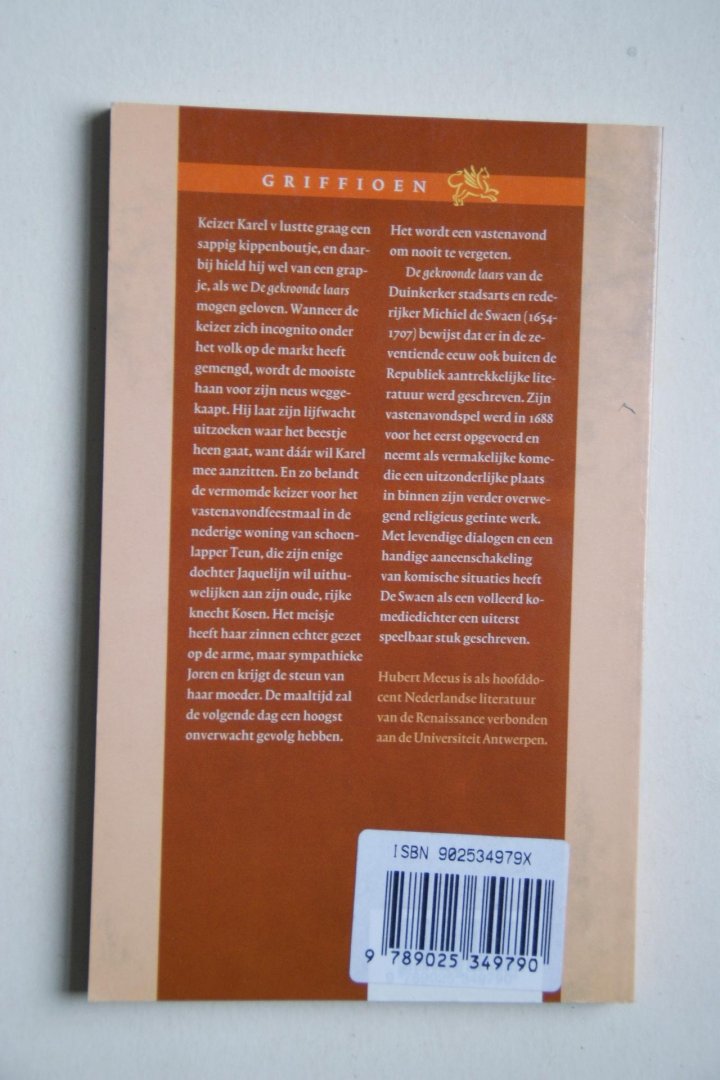 GRIFFIOEN
Keizer Karel v lustte graag een
sappig kippenboutje, en daar-
bij hield hij wel van een grap-
je, als we De gekroonde laars
mogen geloven. Wanneer de
keizer zich incognito onder
het volk op de markt heeft
gemengd, wordt de mooiste
haan voor zijn neus wegge-
kaapt. Hij laat zijn lijfwacht
uitzoeken waar het beestje
heen gaat, want dáár wil Karel
mee aanzitten. En zo belandt
de vermomde keizer voor het
vastenavondfeestmaal in de
nederige woning van schoen-
lapper Teun, die zijn enige
dochter Jaquelijn wil uithu-
welijken aan zijn oude, rijke
knecht Kosen. Het meisje
heeft haar zinnen echter gezet
op de arme, maar sympathieke
Joren en krijgt de steun van
haar moeder. De maaltijd zal
de volgende dag een hoogst
onverwacht gevolg hebben.
Het wordt een vastenavond
om nooit te vergeten.
De gekroonde laars van de
Duinkerker stadsarts en rede-
rijker Michiel de Swaen (1654-
1707) bewijst dat er in de ze-
ventiende eeuw ook buiten de
Republiek aantrekkelijke lite-
ratuur werd geschreven. Zijn
vastenavondspel werd in 1688
voor het eerst opgevoerd en
neemt als vermakelijke kome-
die een uitzonderlijke plaats
in binnen zijn verder overwe-
gend religieus getinte werk.
Met levendige dialogen en een
handige aaneenschakeling
van komische situaties heeft
De Swaen als een volleerd ko-
mediedichter een uiterst
speelbaar stuk geschreven.
Hubert Meeus is als hoofddo-
cent Nederlandse literatuur
van de Renaissance verbonden
aan de Universiteit Antwerpen.
ISBN 902534979X
9 789025 349790